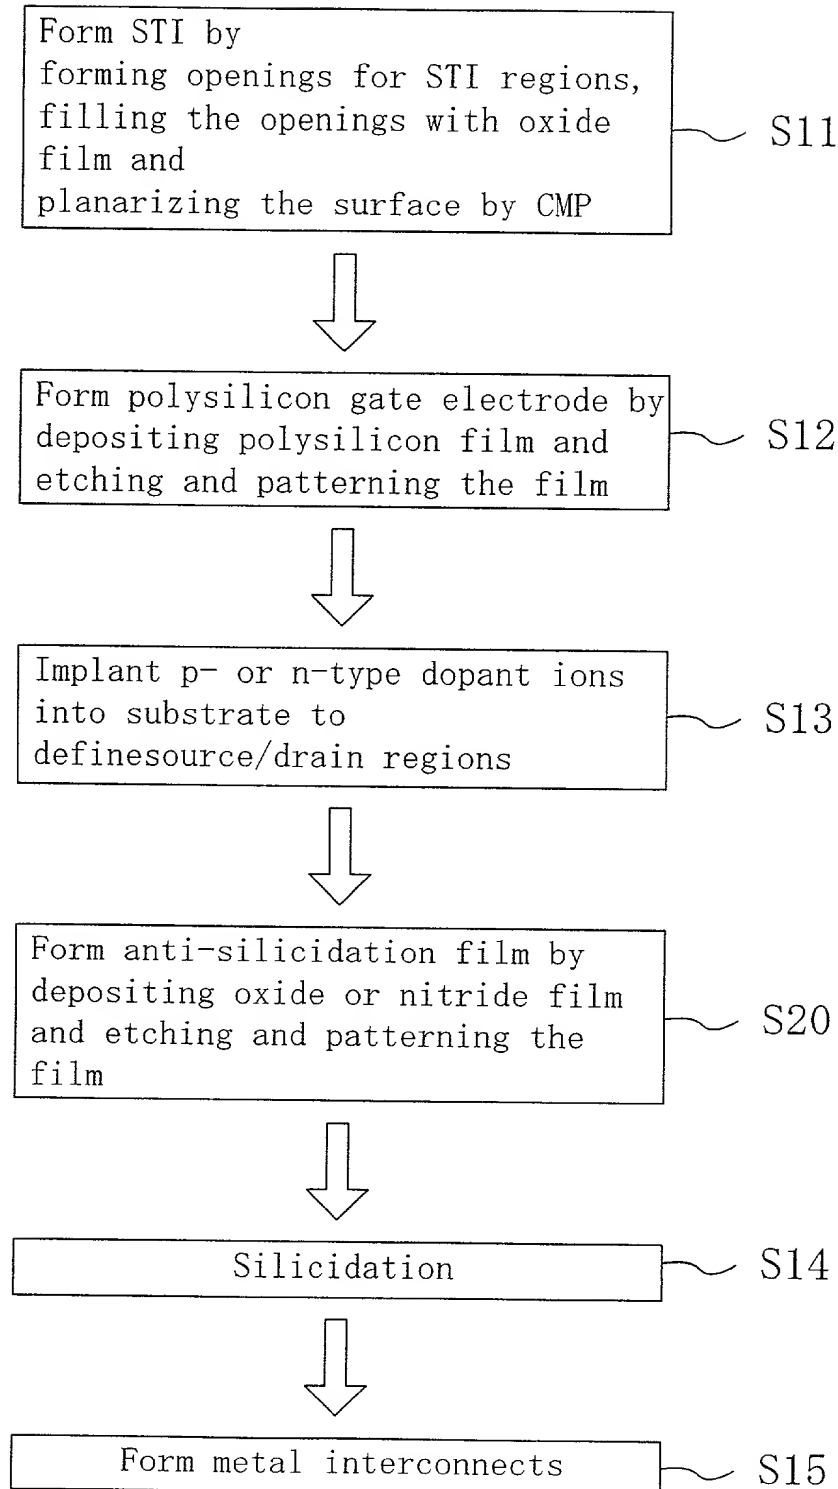 Form STI by
forming openings for STI regions,
filling the openings with oxide
film and
planarizing the surface by CMP
S11
Form polysilicon gate electrode by
depositing polysilicon film and
etching and patterning the film
S12
Implant p- or n-type dopant ions
into substrate to
definesource/drain regions
S13
Form anti-silicidation film by
depositing oxide or nitride film
and etching and patterning the
film
S20
Silicidation
S14
Form metal interconnects
S15